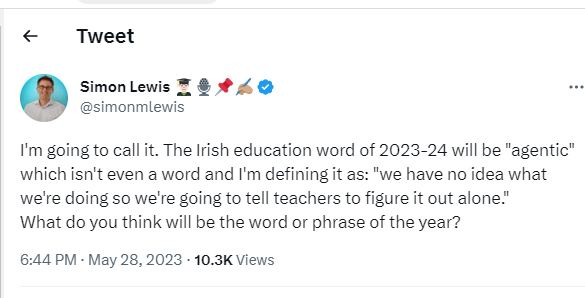 Tweet
Simon Lewis
@simonmlewis
I'm going to call it. The Irish education word of 2023-24 will be "agentic"
which isn't even a word and I'm defining it as: "we have no idea what
we're doing so we're going to tell teachers to figure it out alone."
What do you think will be the word or phrase of the year?
6:44 PM · May 28, 2023 · 10.3K Views